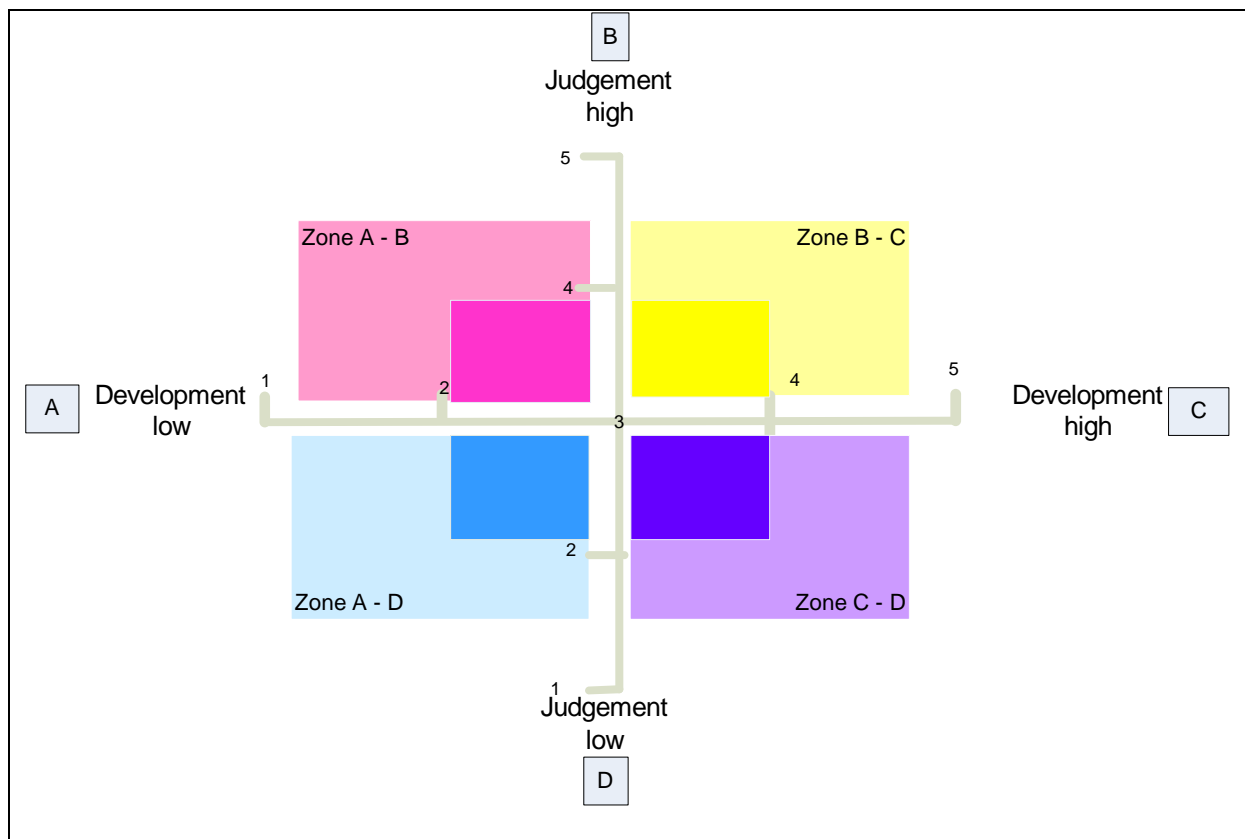 B
Judgement
high
5
Zone A - B
Zone B - C
4
1
2
4
5
A
Development
low
3
Development
high
C
2
Zone A - D
Zone C - D
1
Judgement
low
D